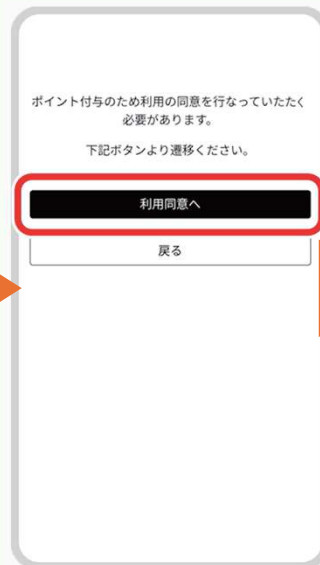 ポイント付与のため利用の同意を行なっていたたく
必要があります。
下記ボタンより遷移ください。
利用同意へ
戻る